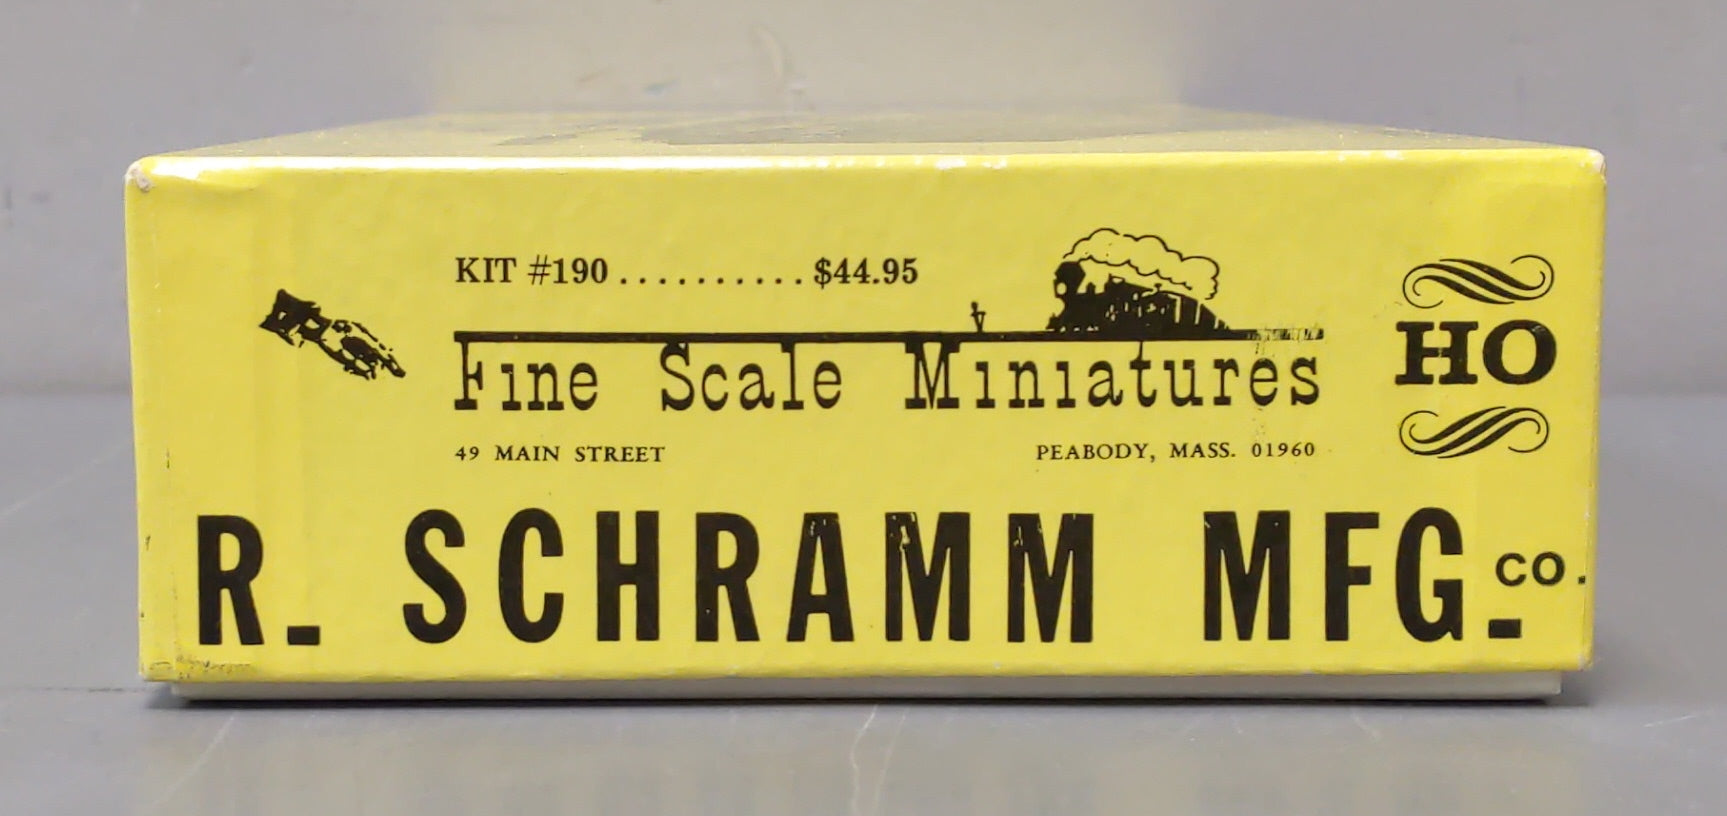 KIT #190 .......... $44.95
Fine Scale Miniatures
49 MAIN STREET PEABODY, MASS. 01960
HO
R. SCHRAMM MFG. CO.